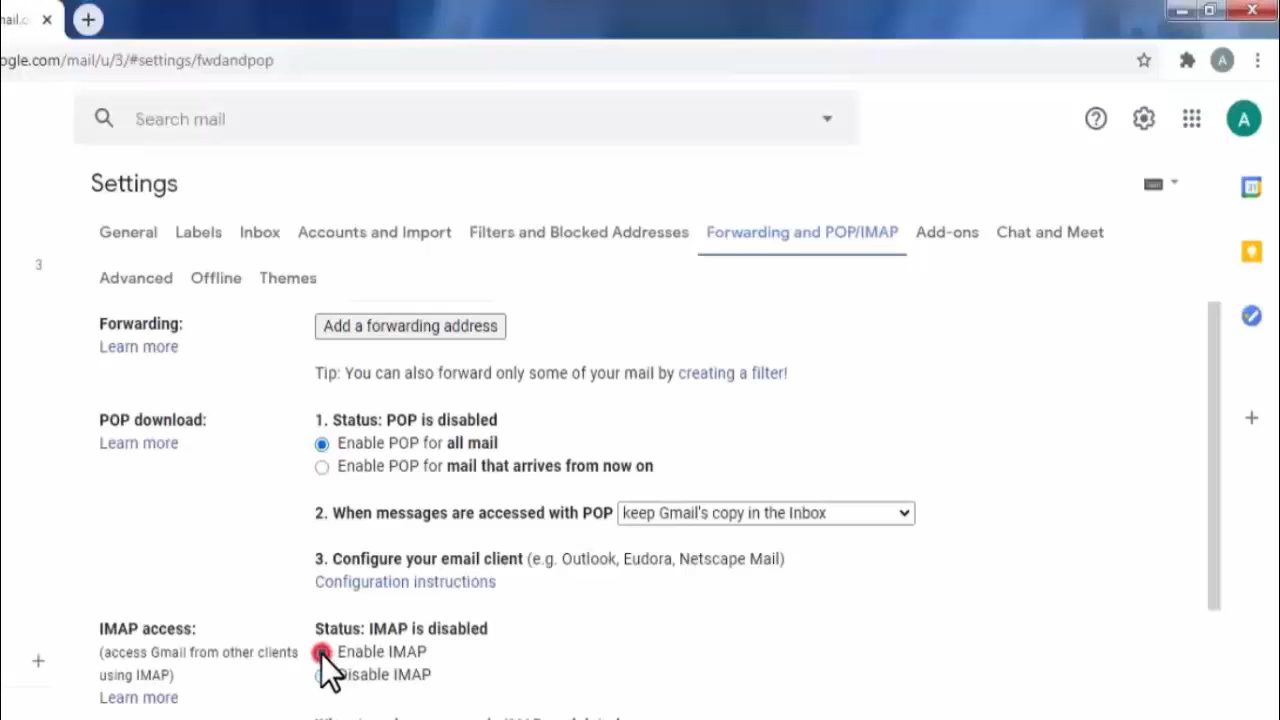 ogle.com/mail/u/3/#settings/fwdandpop
A
Search mail
A
Settings
General Labels Inbox Accounts and Import Filters and Blocked Addresses Forwarding and POP/IMAP Add-ons Chat and Meet
3
Advanced Offline Themes
Forwarding:
Learn more
Add a forwarding address
Tip: You can also forward only some of your mail by creating a filter!
POP download:
Learn more
1. Status: POP is disabled
Enable POP for all mail
Enable POP for mail that arrives from now on
2. When messages are accessed with POP keep Gmail's copy in the Inbox
3. Configure your email client (e.g. Outlook, Eudora, Netscape Mail)
Configuration instructions
IMAP access:
(access Gmail from other clients
using IMAP)
Learn more
Status: IMAP is disabled
Enable IMAP
Disable IMAP